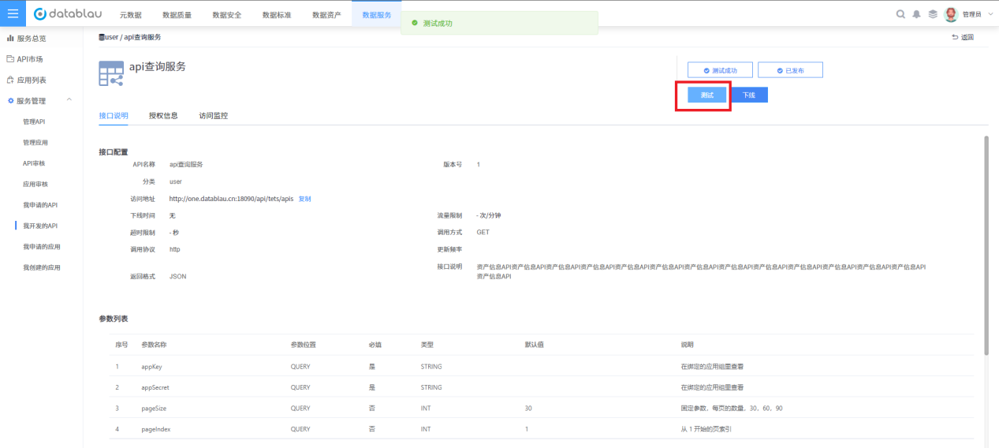 datablau 元数据 数据质量 数据安全 数据标准 数据资产 数据服务 测试成功 管理员
服务总览
API市场
应用列表
服务管理
管理API
管理应用
API审核
应用审核
我申请的API
我开发的API
我申请的应用
我创建的应用
user / api查询服务 返回
api查询服务
测试成功 已发布
测试 下线
接口说明 授权信息 访问监控
接口配置
API名称 api查询服务 版本号 1
分类 user
访问地址 http://one.datablau.cn:18090/api/tets/apis 复制
下线时间 无 流量限制 - 次/分钟
超时限制 - 秒 调用方式 GET
调用协议 http 更新频率
接口说明 资产信息API资产信息API资产信息API资产信息API资产信息API资产信息API资产信息API资产信息API资产信息API资产信息API资产信息API资产信息API资产信息API
资产信息API
返回格式 JSON
参数列表
序号 参数名称 参数位置 必填 类型 默认值 说明
1 appKey QUERY 是 STRING 在绑定的应用组里查看
2 appSecret QUERY 是 STRING 在绑定的应用组里查看
3 pageSize QUERY 否 INT 30 固定参数，每页的数量，30，60，90
4 pageIndex QUERY 否 INT 1 从 1 开始的页索引